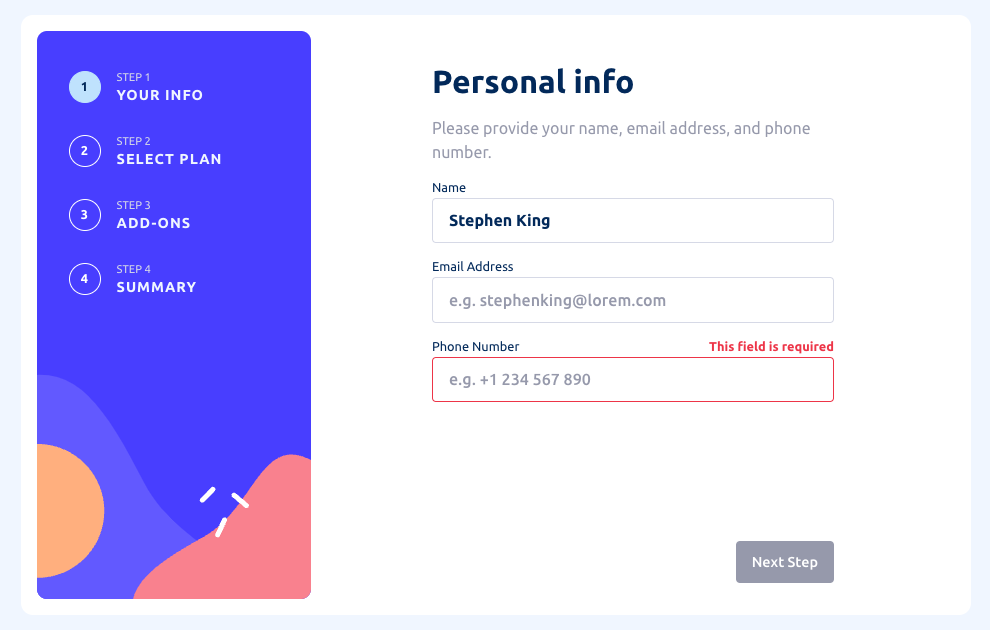 1
STEP 1
YOUR INFO
2
STEP 2
SELECT PLAN
3
STEP 3
ADD-ONS
4
STEP 4
SUMMARY
Personal info
Please provide your name, email address, and phone
number.
Name
Stephen King
Email Address
e.g. stephenking@lorem.com
Phone Number
This field is required
e.g. +1 234 567 890
Next Step